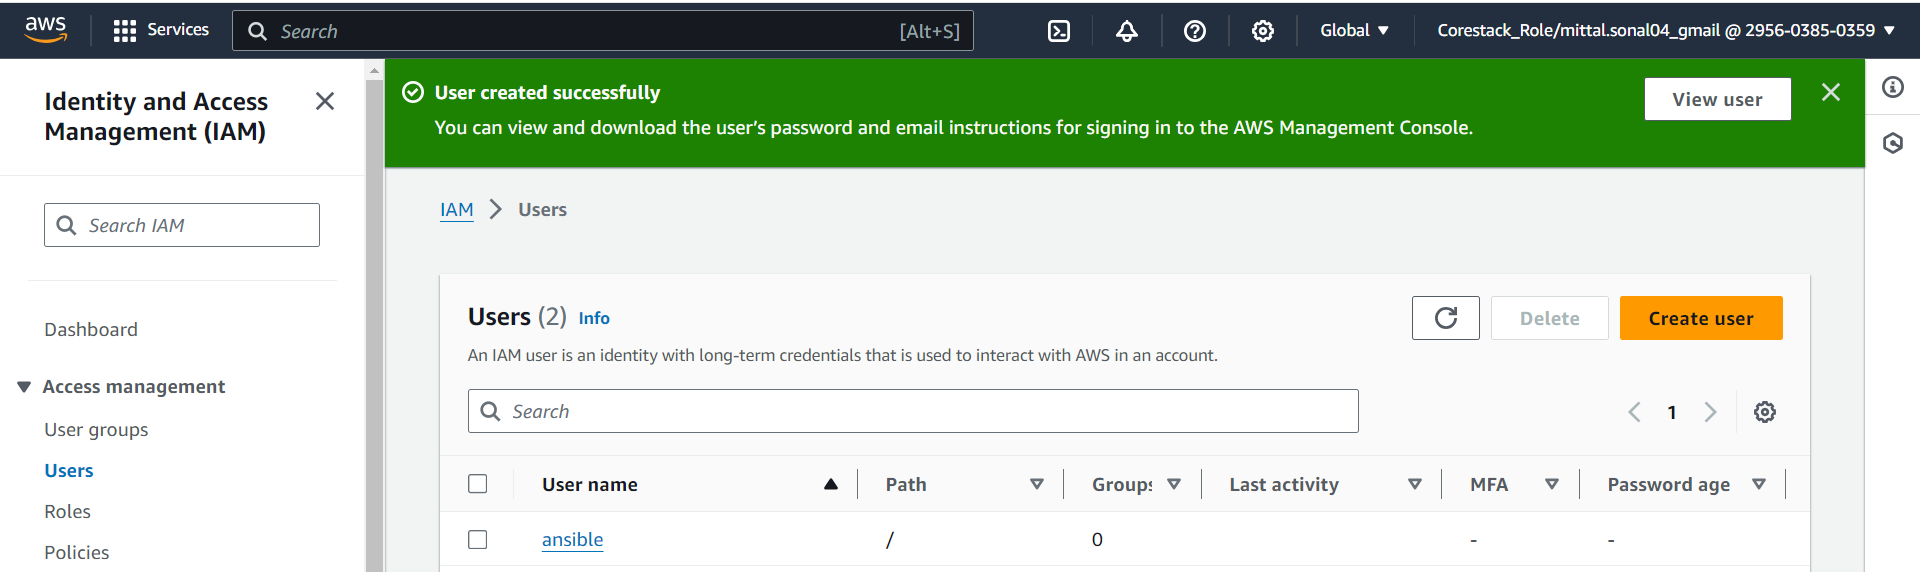 aws
Services
Search
[Alt+S]
Global
Corestack_Role/mittal.sonal04_gmail @ 2956-0385-0359
Identity and Access
Management (IAM)
Search IAM
Dashboard
Access management
User groups
Users
Roles
Policies
User created successfully
You can view and download the user’s password and email instructions for signing in to the AWS Management Console.
View user
IAM
Users
Users (2) Info
Delete
Create user
An IAM user is an identity with long-term credentials that is used to interact with AWS in an account.
Search
1
User name Path Groups Last activity MFA Password age
ansible / 0 - -